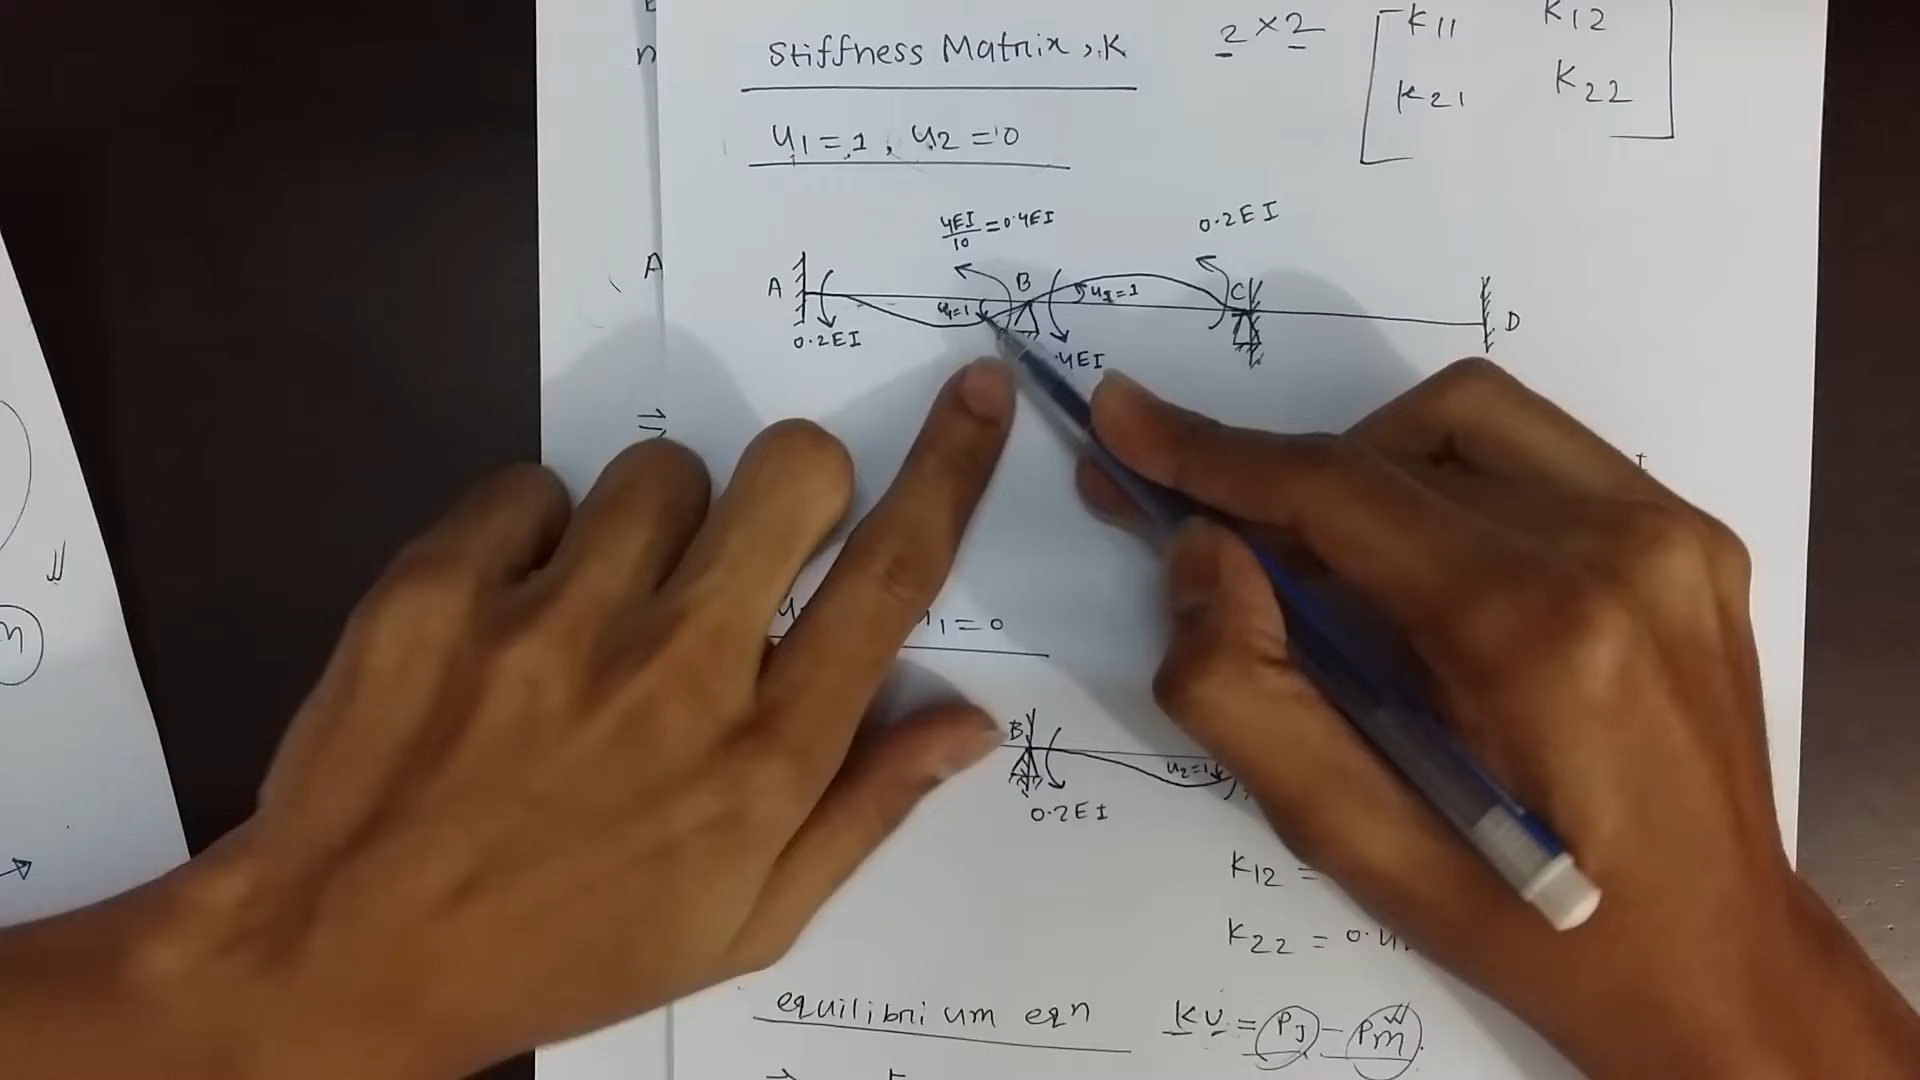 Stiffness Matrix, K
2 × 2
K11 K12
K21 K22
u1 = 1, u2 = 0
4EI/10 = 0.4EI
0.2EI
A
B
u1=1
u1=1
C
D
0.2EI
.4EI
A
n
⇒
1 = 0
B
u2=1
0.2EI
K12 =
K22 = 0.4
m
equilibrium eqn
KU = PJ - Pm